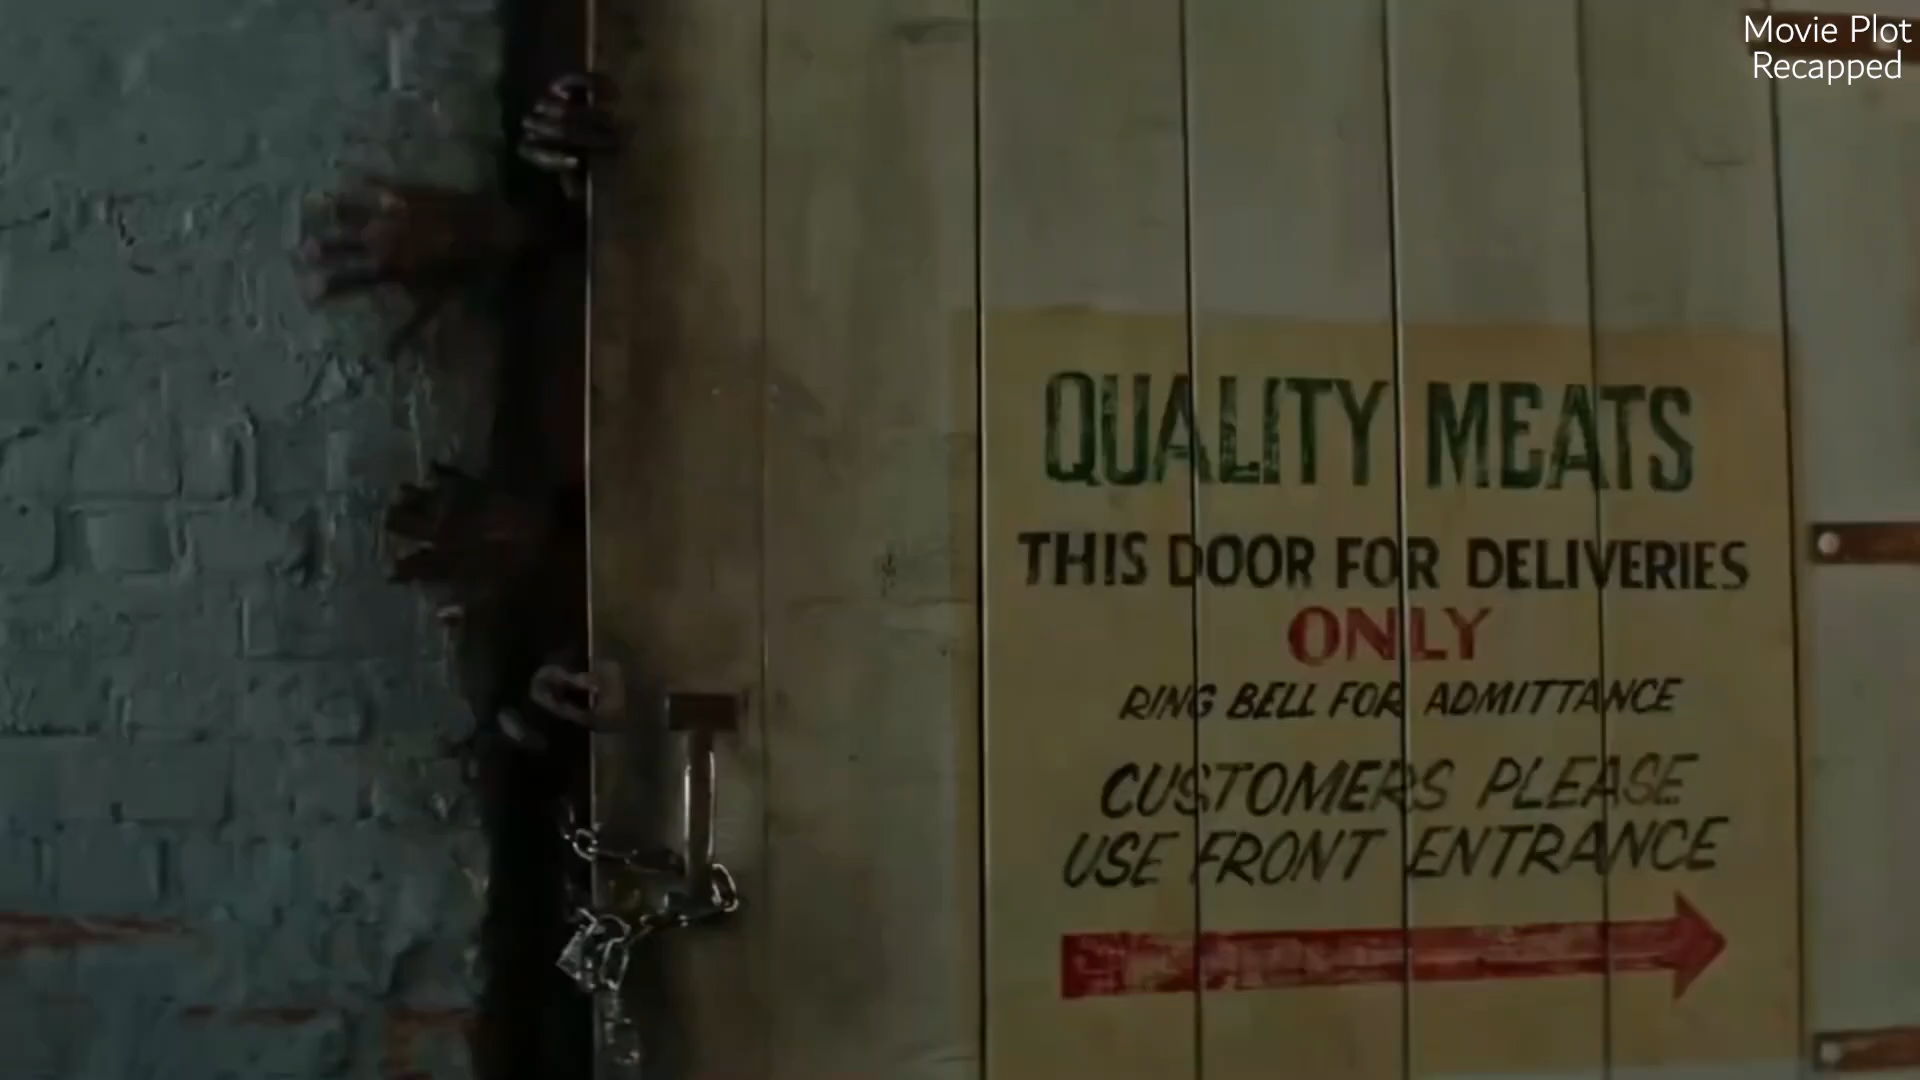 Movie Plot
Recapped
QUALITY MEATS
THIS DOOR FOR DELIVERIES
ONLY
RING BELL FOR ADMITTANCE
CUSTOMERS PLEASE
USE FRONT ENTRANCE